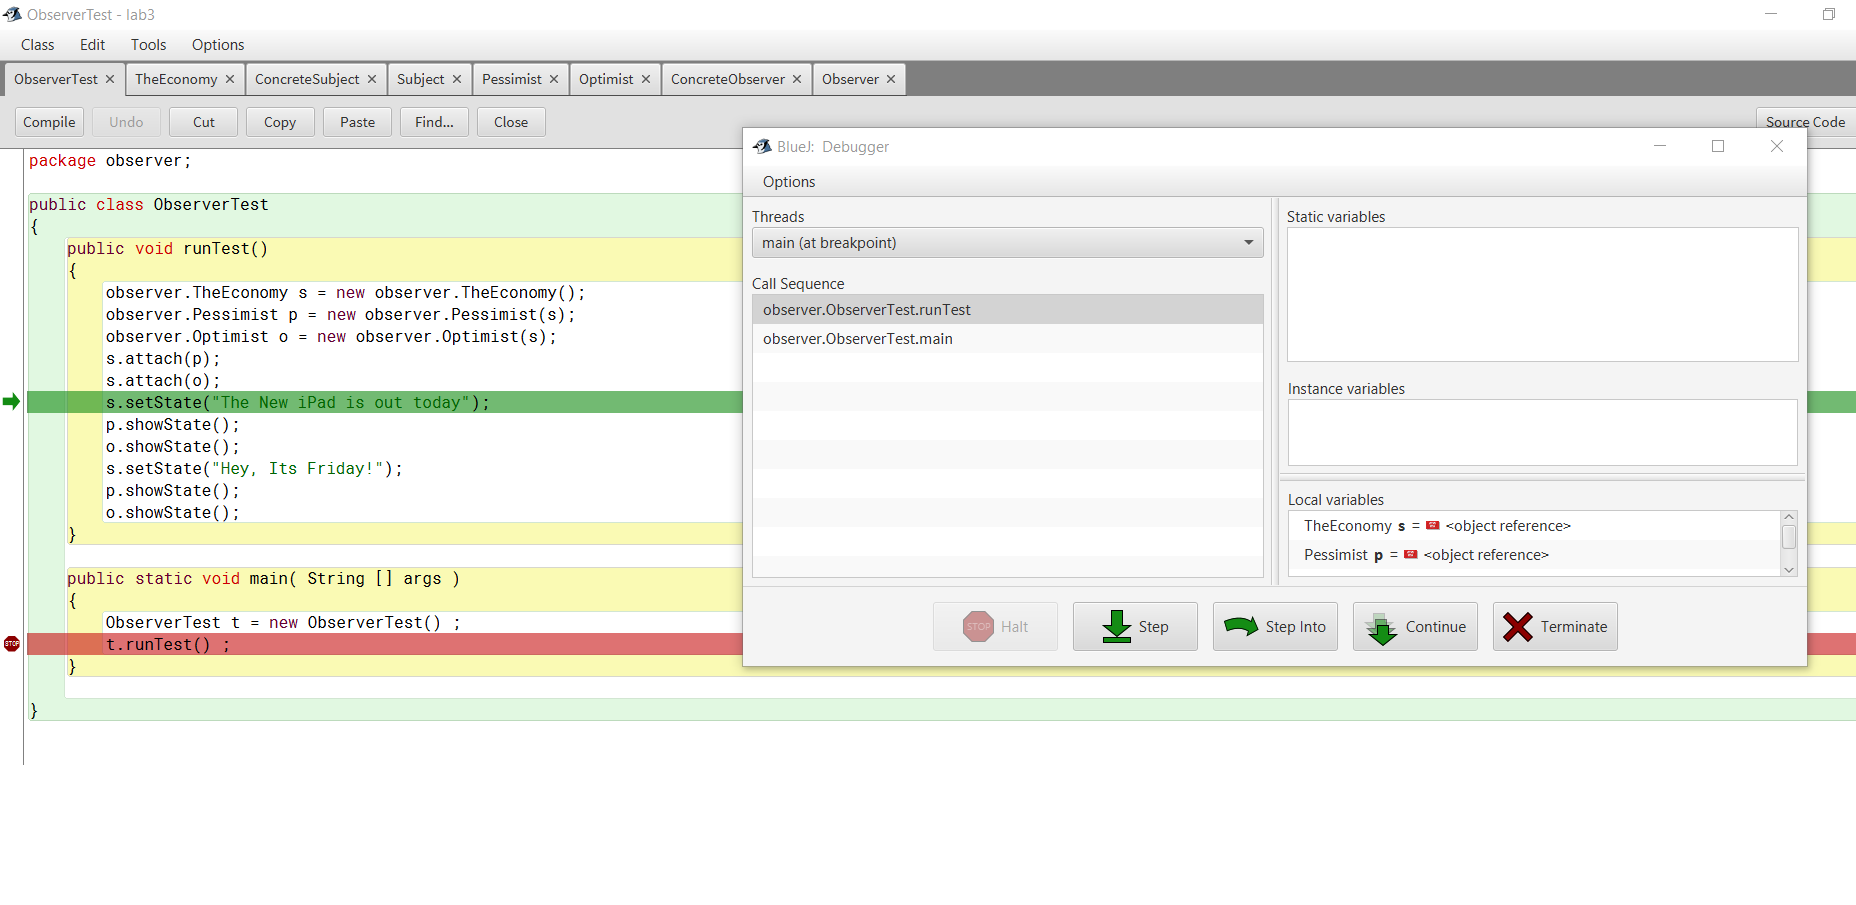 ObserverTest - lab3
Class Edit Tools Options
ObserverTest TheEconomy ConcreteSubject Subject Pessimist Optimist ConcreteObserver Observer
Compile Undo Cut Copy Paste Find... Close Source Code
package observer;
public class ObserverTest
{
public void runTest()
{
observer.TheEconomy s = new observer.TheEconomy();
observer.Pessimist p = new observer.Pessimist(s);
observer.Optimist o = new observer.Optimist(s);
s.attach(p);
s.attach(o);
s.setState("The New iPad is out today");
p.showState();
o.showState();
s.setState("Hey, Its Friday!");
p.showState();
o.showState();
}
public static void main( String [] args )
{
ObserverTest t = new ObserverTest() ;
STOP t.runTest() ;
}
}
BlueJ: Debugger
Options
Threads
main (at breakpoint)
Call Sequence
observer.ObserverTest.runTest
observer.ObserverTest.main
Static variables
Instance variables
Local variables
TheEconomy s = <object reference>
Pessimist p = <object reference>
STOP Halt Step Step Into Continue Terminate